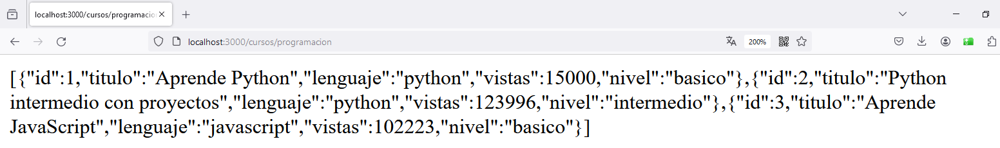 localhost:3000/cursos/programacion
localhost:3000/cursos/programacion
200%
[{"id":1,"titulo":"Aprende Python","lenguaje":"python","vistas":15000,"nivel":"basico"},{"id":2,"titulo":"Python
intermedio con proyectos","lenguaje":"python","vistas":123996,"nivel":"intermedio"},{"id":3,"titulo":"Aprende
JavaScript","lenguaje":"javascript","vistas":102223,"nivel":"basico"}]